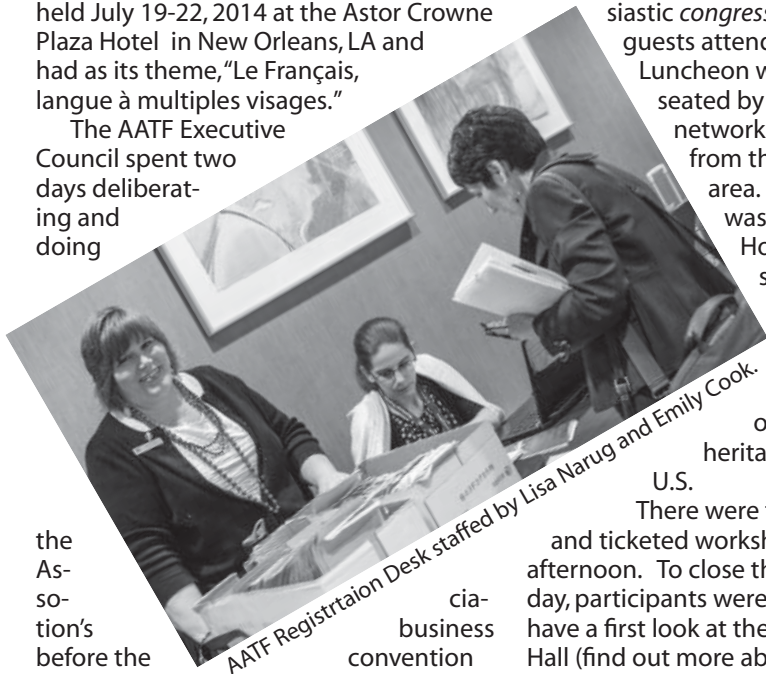 held July 19-22, 2014 at the Astor Crowne
Plaza Hotel in New Orleans, LA and
had as its theme, “Le Français,
langue à multiples visages.”
The AATF Executive
Council spent two
days deliberat-
ing and
doing
the
As-
so- cia-
tion’s business
before the convention
AATF Registrtaion Desk staffed by Lisa Narug and Emily Cook.
siastic congress
guests attend
Luncheon w
seated by
network
from th
area.
was
Ho
s
o
herita
U.S.
There were
and ticketed worksh
afternoon. To close th
day, participants were
have a first look at the
Hall (find out more ab